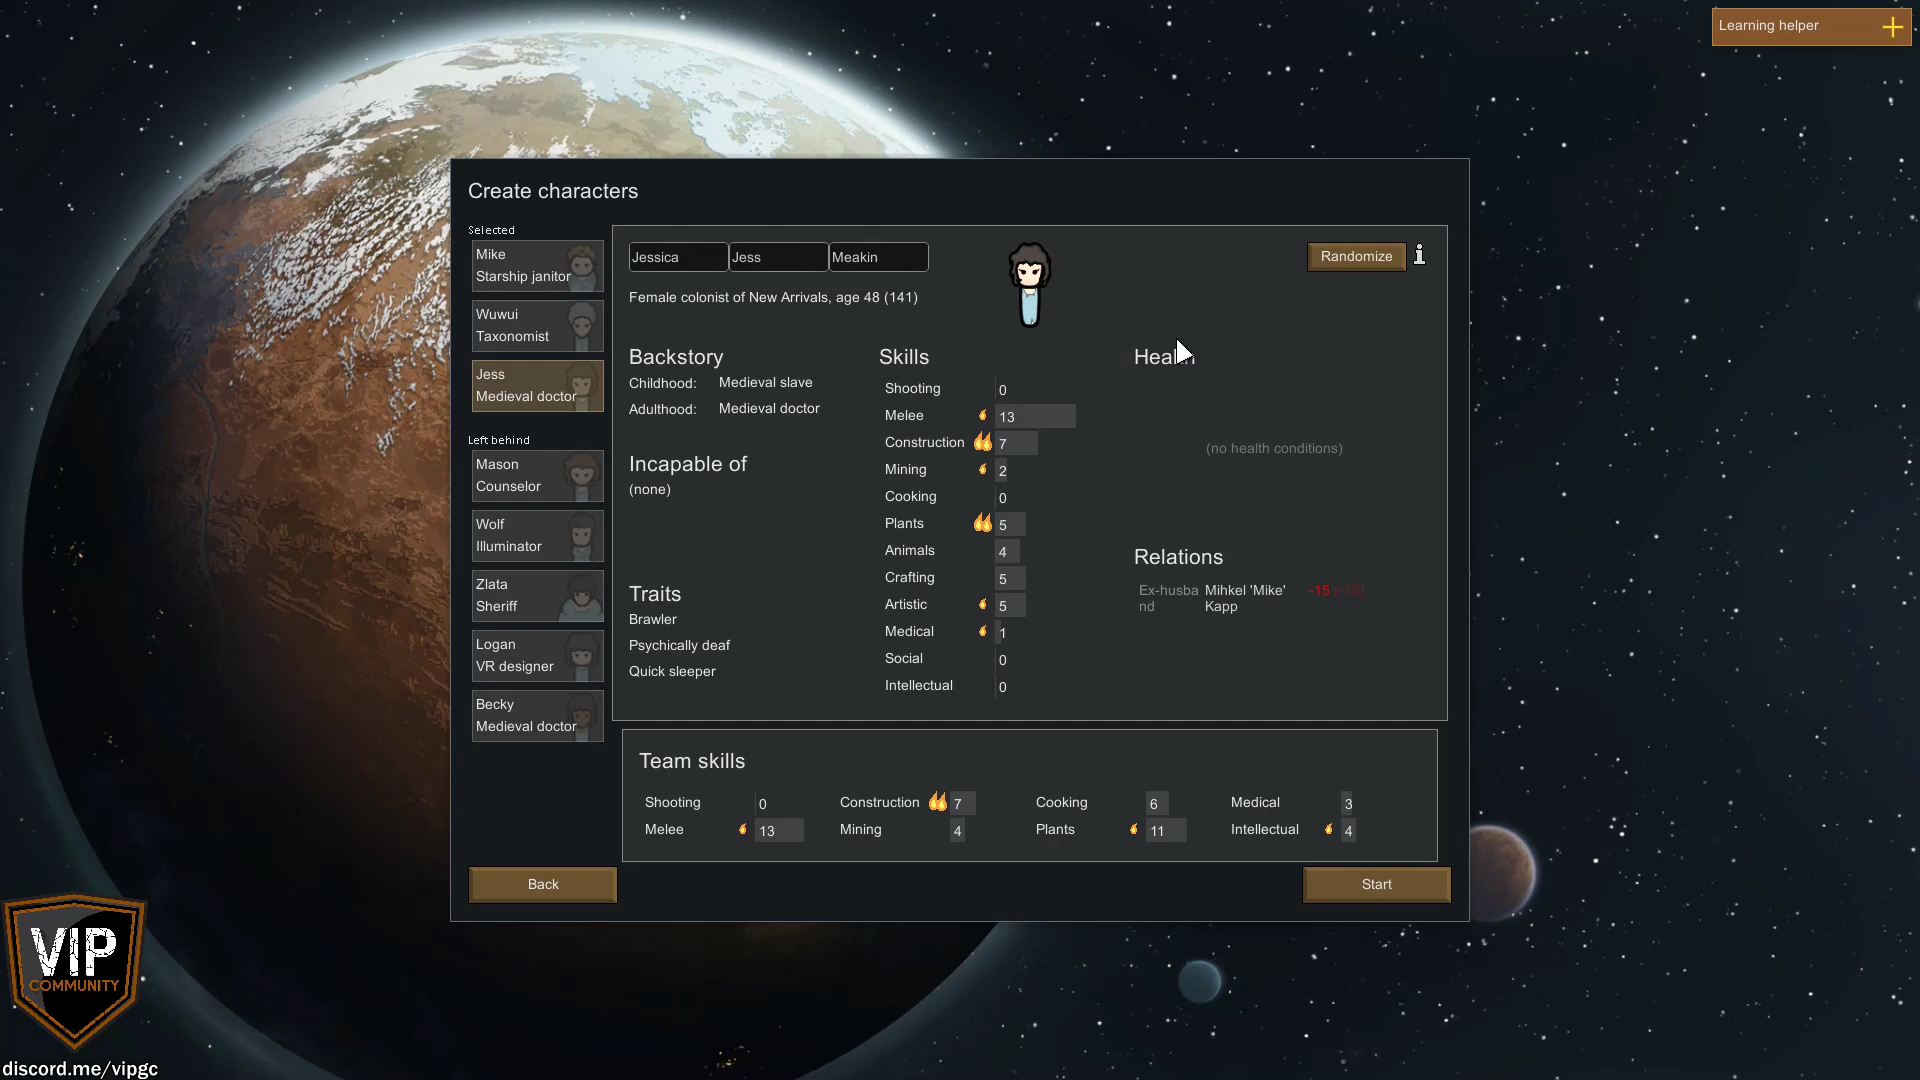 Learning helper
Create characters
Selected
Mike
Starship janitor
Wuwui
Taxonomist
Jess
Medieval doctor
Left behind
Mason
Counselor
Wolf
Illuminator
Zlata
Sheriff
Logan
VR designer
Becky
Medieval doctor
Jessica Jess Meakin
Randomize
Female colonist of New Arrivals, age 48 (141)
Backstory
Childhood: Medieval slave
Adulthood: Medieval doctor
Incapable of
(none)
Traits
Brawler
Psychically deaf
Quick sleeper
Skills
Shooting 0
Melee 13
Construction 7
Mining 2
Cooking 0
Plants 5
Animals 4
Crafting 5
Artistic 5
Medical 1
Social 0
Intellectual 0
Health
(no health conditions)
Relations
Ex-husba Mihkel 'Mike' -15 (-15)
nd Kapp
Team skills
Shooting 0 Construction 7 Cooking 6 Medical 3
Melee 13 Mining 4 Plants 11 Intellectual 4
Back
Start
VIP
COMMUNITY
discord.me/vipgc